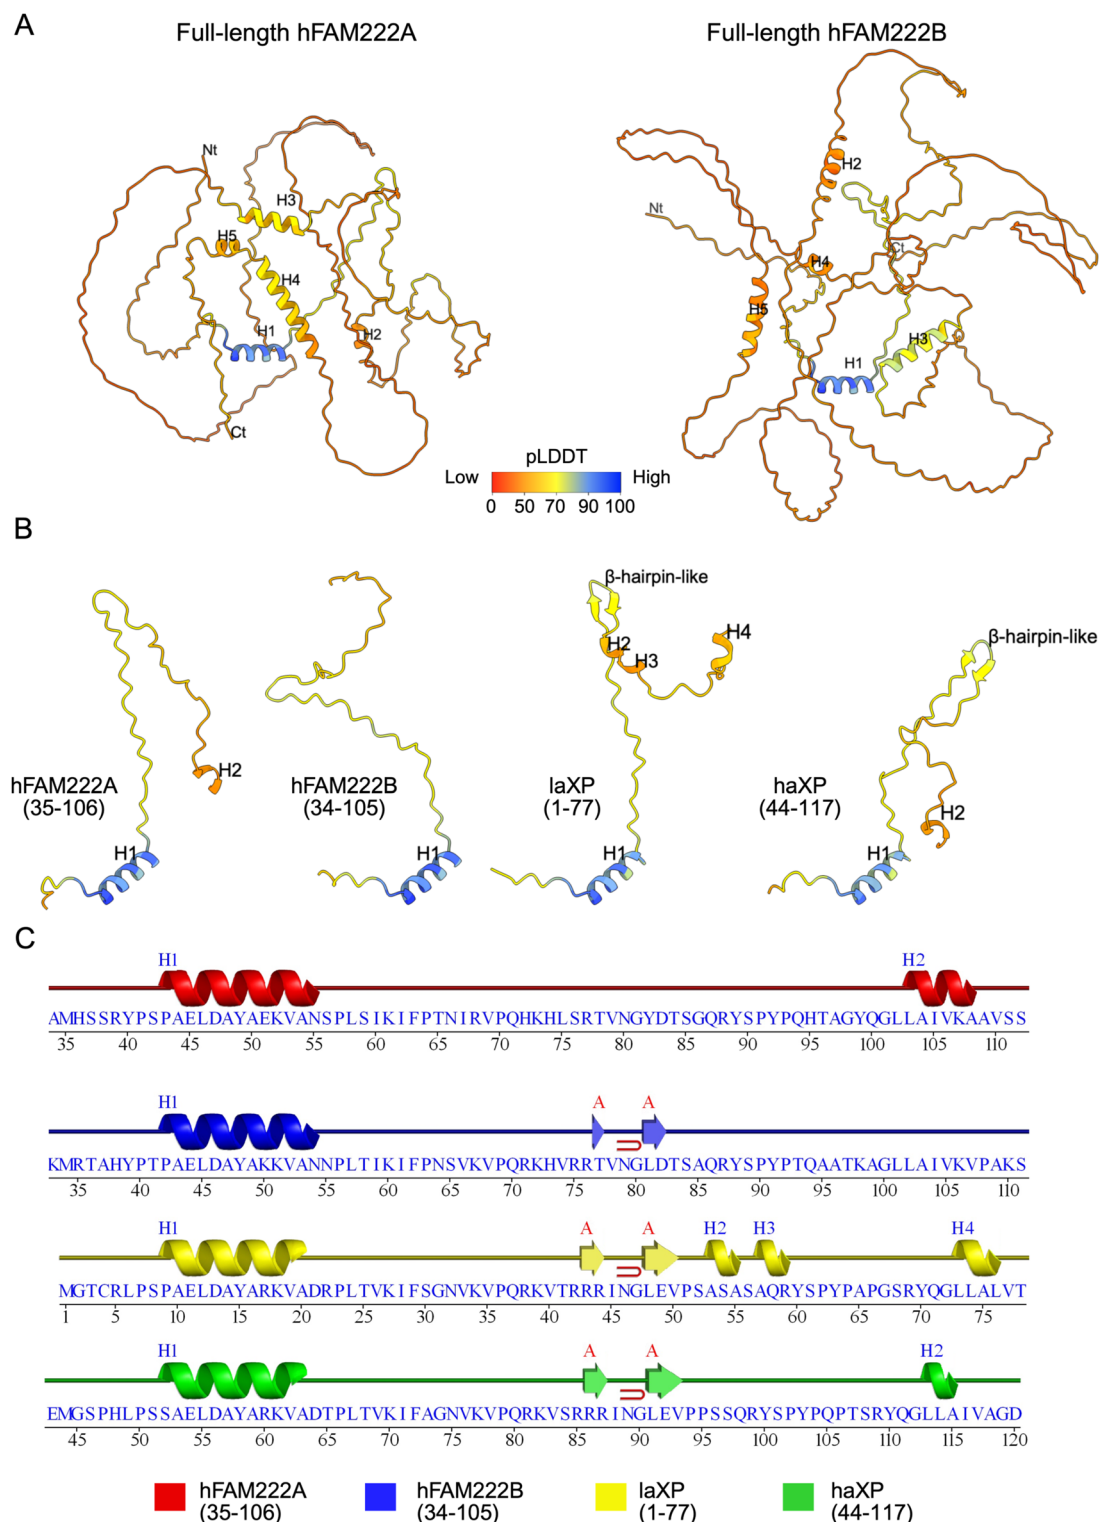 A
Full-length hFAM222A
Full-length hFAM222B
Nt
H3
H5
H4
H1
H2
Ct
H2
Nt
Ct
H4
H5
H3
H1
pLDDT
Low
High
0 50 70 90 100
B
β-hairpin-like
H2
H3
H4
β-hairpin-like
hFAM222A
(35-106)
H2
H1
hFAM222B
(34-105)
H1
laXP
(1-77)
H1
haXP
(44-117)
H2
H1
C
H1 H2
AMHSSRYPSPAELDAYAEKVANSPLSIKIFPTNIRVPQHKHLSRTVNGYDTSGQRYSPYPQHTAGYQGLLAIVKAAVSS
35 40 45 50 55 60 65 70 75 80 85 90 95 100 105 110
H1 A A
KMRTAHYPTPAELDAYAKKVANNPLTIKIFPNSVKVPQRKHVRRTVNGLDTSAQRYSPYPTQAATKAGLLAIVKVPAKS
35 40 45 50 55 60 65 70 75 80 85 90 95 100 105 110
H1 A A H2 H3 H4
MGTCRLPSPAELDAYARKVADRPLTVKIFSGNVKVPQRKVTRRRINGLEVPSASASAQRYSPYPAPGSRYQGLLALVT
1 5 10 15 20 25 30 35 40 45 50 55 60 65 70 75
H1 A A H2
EMGSPHLPSSAELDAYARKVADTPLTVKIFAGNVKVPQRKVSRRRINGLEVPPSSQRYSPYPQPTSRYQGLLAIVAGD
45 50 55 60 65 70 75 80 85 90 95 100 105 110 115 120
hFAM222A
(35-106)
hFAM222B
(34-105)
laXP
(1-77)
haXP
(44-117)